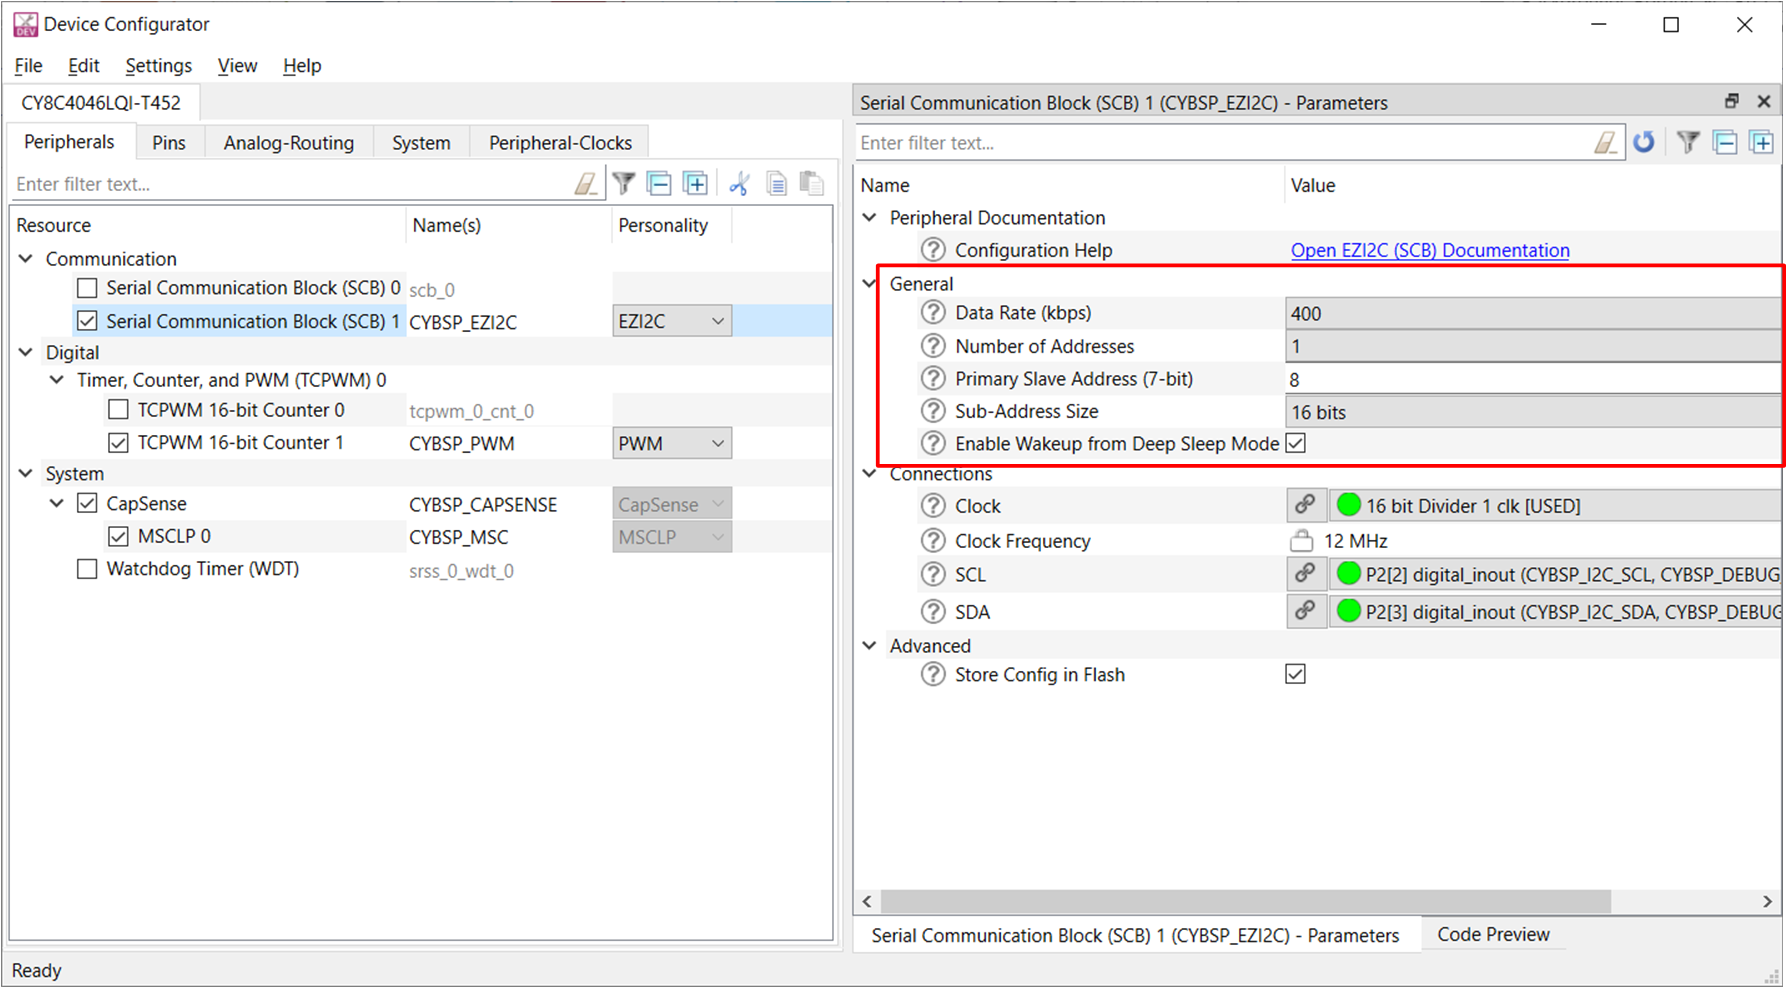 Device Configurator
File Edit Settings View Help
CY8C4046LQI-T452
Peripherals Pins Analog-Routing System Peripheral-Clocks
Enter filter text...
Resource Name(s) Personality
Communication
Serial Communication Block (SCB) 0 scb_0
Serial Communication Block (SCB) 1 CYBSP_EZI2C EZI2C
Digital
Timer, Counter, and PWM (TCPWM) 0
TCPWM 16-bit Counter 0 tcpwm_0_cnt_0
TCPWM 16-bit Counter 1 CYBSP_PWM PWM
System
CapSense CYBSP_CAPSENSE CapSense
MSCLP 0 CYBSP_MSC MSCLP
Watchdog Timer (WDT) srss_0_wdt_0
Serial Communication Block (SCB) 1 (CYBSP_EZI2C) - Parameters
Enter filter text...
Name Value
Peripheral Documentation
Configuration Help Open EZI2C (SCB) Documentation
General
Data Rate (kbps) 400
Number of Addresses 1
Primary Slave Address (7-bit) 8
Sub-Address Size 16 bits
Enable Wakeup from Deep Sleep Mode
Connections
Clock 16 bit Divider 1 clk [USED]
Clock Frequency 12 MHz
SCL P2[2] digital_inout (CYBSP_I2C_SCL, CYBSP_DEBUG
SDA P2[3] digital_inout (CYBSP_I2C_SDA, CYBSP_DEBUG
Advanced
Store Config in Flash
Serial Communication Block (SCB) 1 (CYBSP_EZI2C) - Parameters Code Preview
Ready